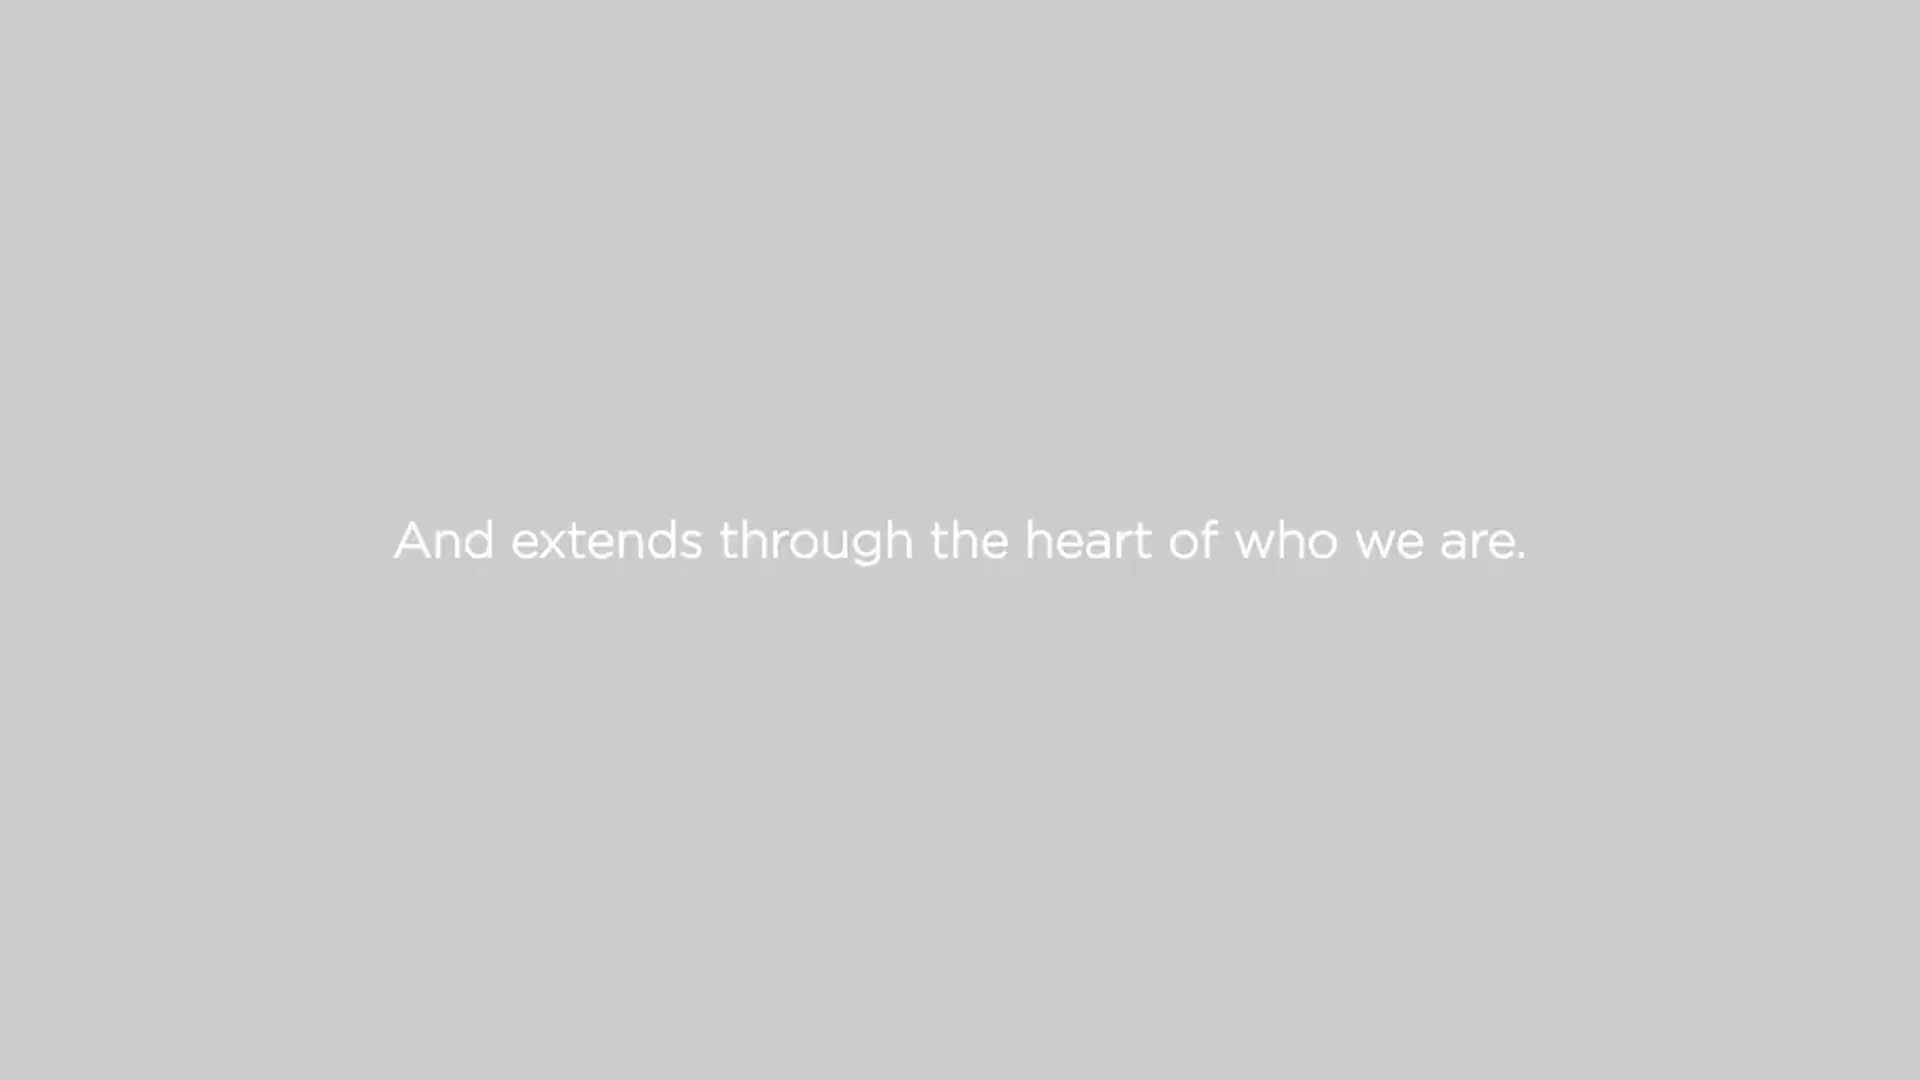 And extends through the heart of who we are.